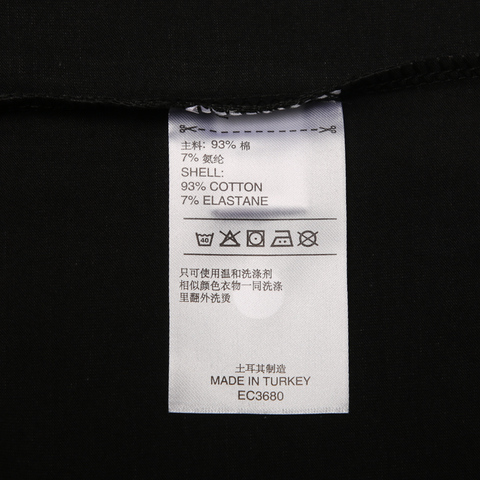 主料: 93% 棉
7% 氨纶
SHELL:
93% COTTON
7% ELASTANE
40
只可使用温和洗涤剂
相似颜色衣物一同洗涤
里翻外洗烫
土耳其制造
MADE IN TURKEY
EC3680